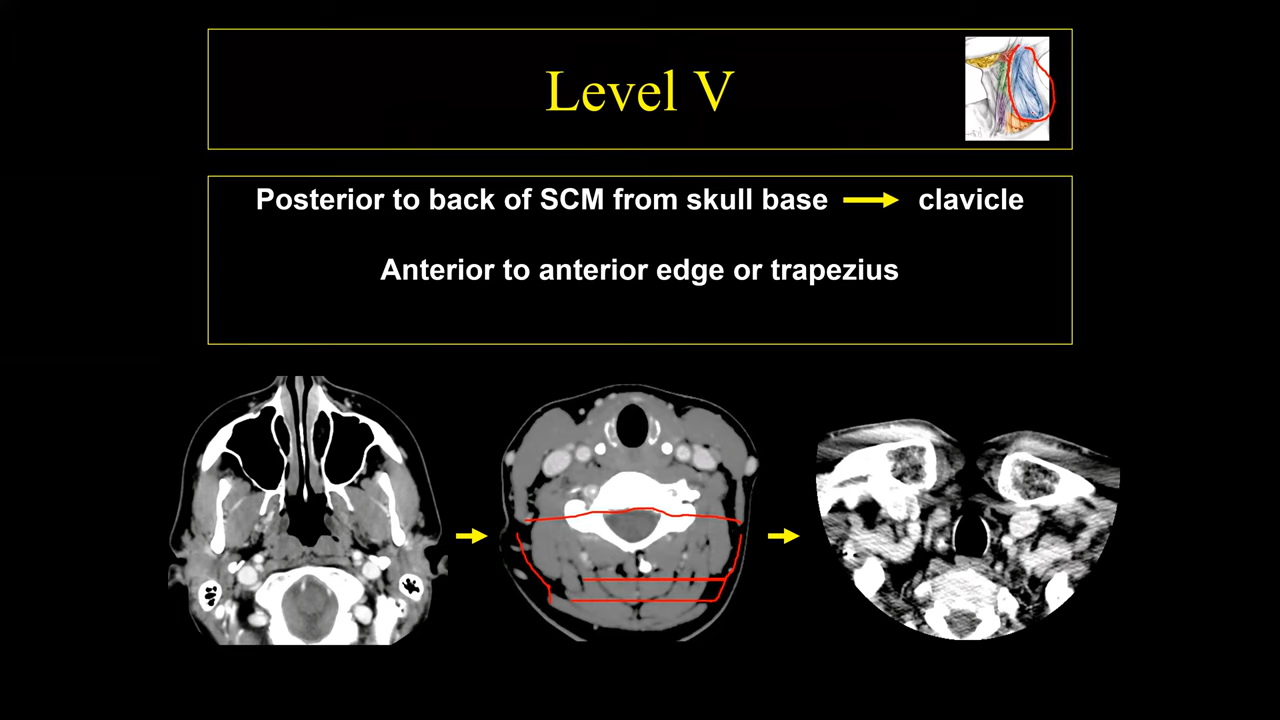 Level V
Posterior to back of SCM from skull base → clavicle
Anterior to anterior edge or trapezius